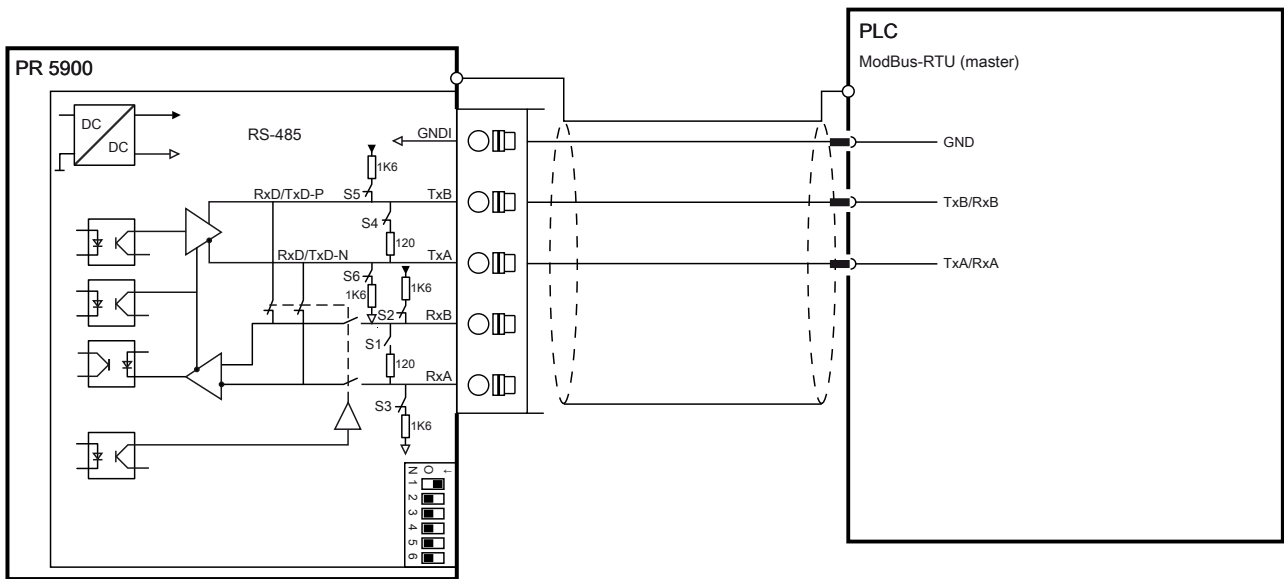 PLC
ModBus-RTU (master)
PR 5900
DC
DC
RS-485
GNDI
GND
1K6
RxD/TxD-P
S5
TxB
TxB/RxB
S4
120
RxD/TxD-N
TxA
TxA/RxA
S6
1K6
1K6
S2
RxB
S1
120
RxA
S3
1K6
N O ↓
1
2
3
4
5
6